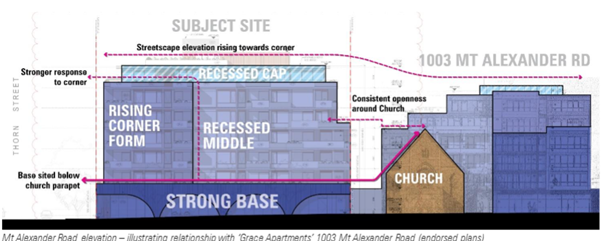 SUBJECT SITE
Streetscape elevation rising towards corner
1003 MT ALEXANDER RD
Stronger response
to corner
RECESSED CAP
THORN STREET
RISING
CORNER
FORM
RECESSED
MIDDLE
Consistent openness
around Church
Base sited below
church parapet
CHURCH
STRONG BASE
Mt Alexander Road elevation – illustrating relationship with 'Grace Apartments' 1003 Mt Alexander Road (endorsed plans)